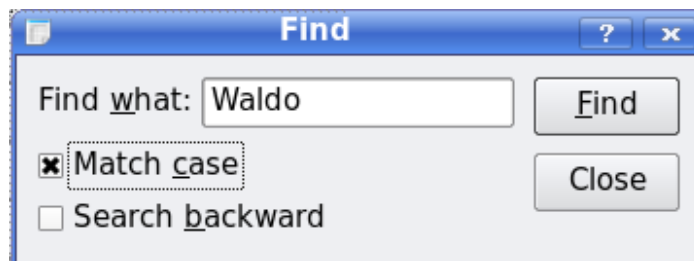 Find
?
Find what: Waldo
Find
Match case
Close
Search backward